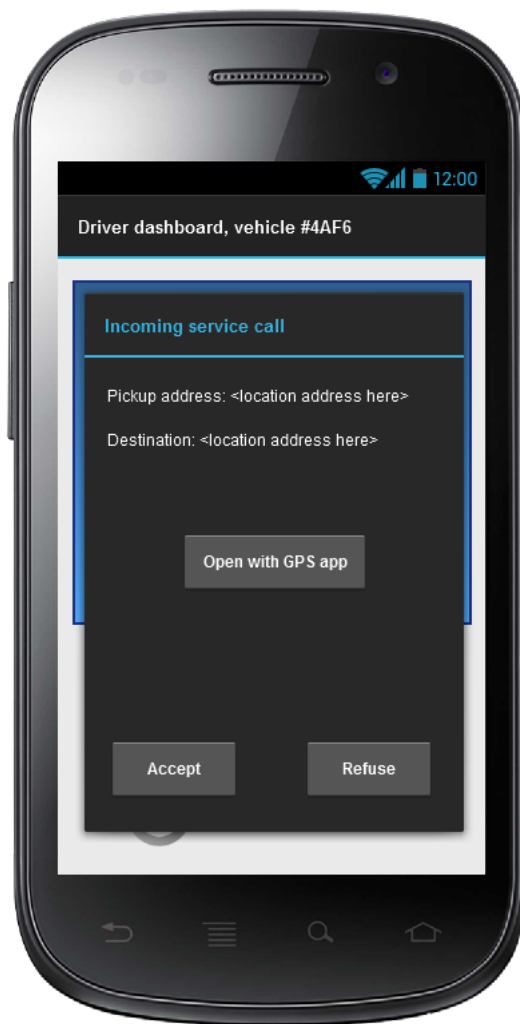 12:00
Driver dashboard, vehicle #4AF6
Incoming service call
Pickup address: <location address here>
Destination: <location address here>
Open with GPS app
Accept
Refuse